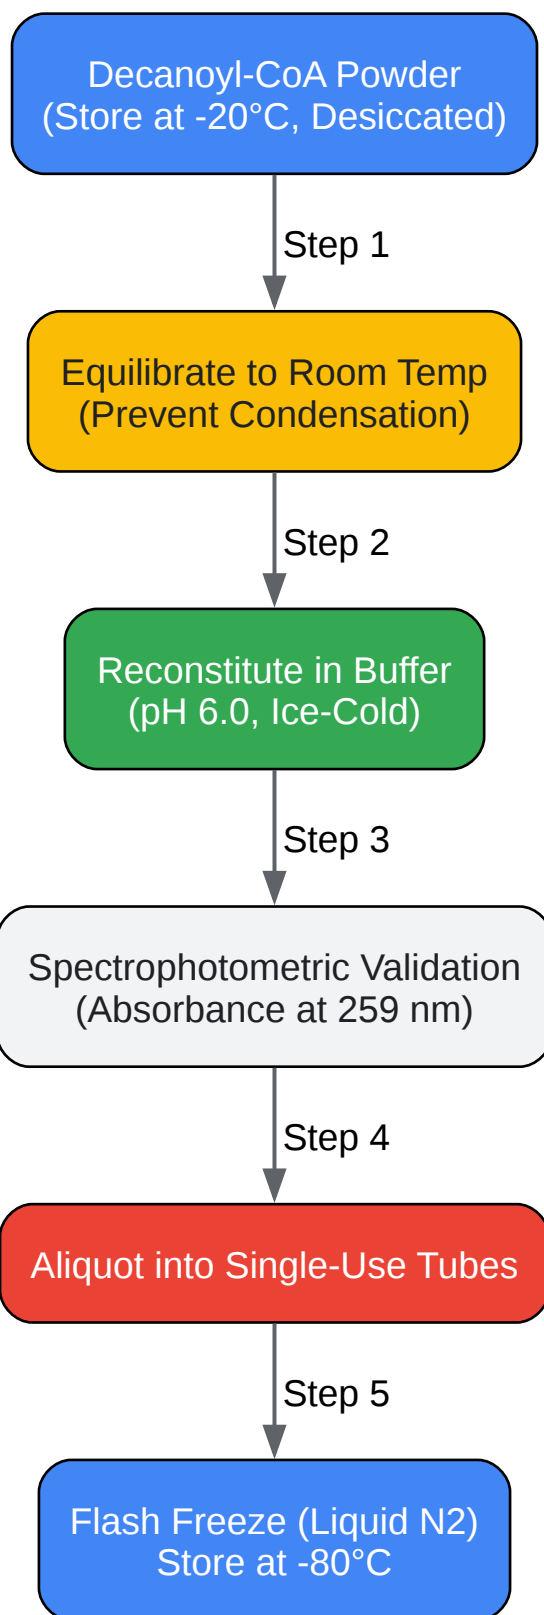 Decanoyl-CoA Powder
(Store at -20°C, Desiccated)
Step 1
Equilibrate to Room Temp
(Prevent Condensation)
Step 2
Reconstitute in Buffer
(pH 6.0, Ice-Cold)
Step 3
Spectrophotometric Validation
(Absorbance at 259 nm)
Step 4
Aliquot into Single-Use Tubes
Step 5
Flash Freeze (Liquid N2)
Store at -80°C